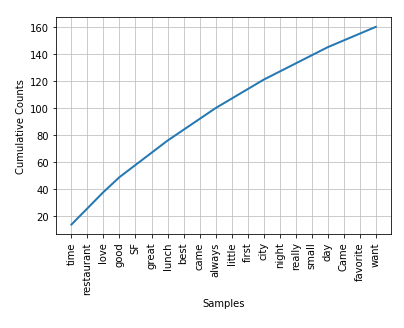 160
140
120
100
80
60
40
20
Cumulative Counts
time
restaurant
love
good
SF
great
lunch
best
came
always
little
first
city
night
really
small
day
Came
favorite
want
Samples